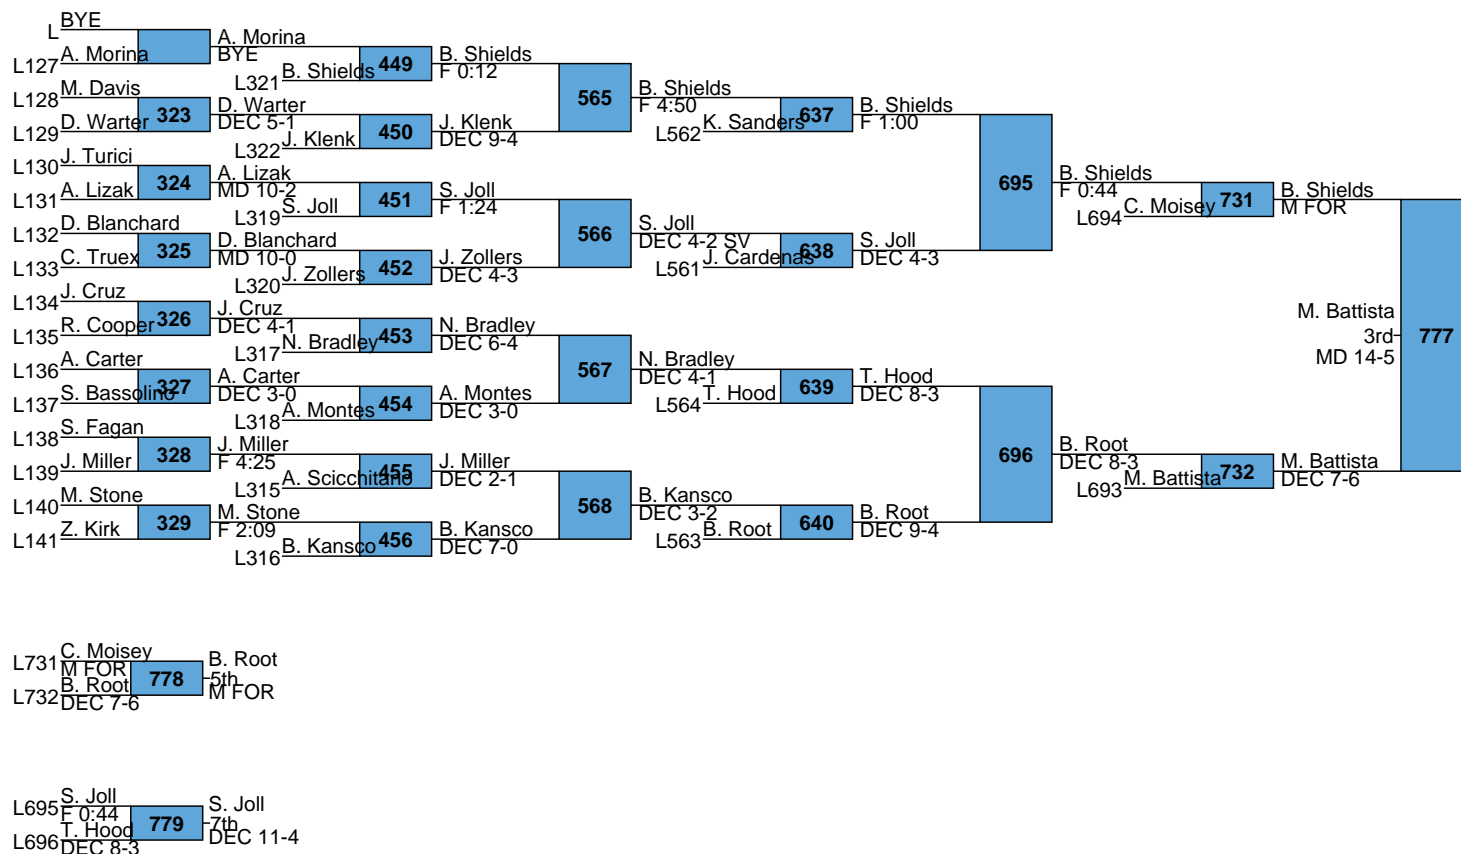 BYE
L
A. Morina
L127
A. Morina
BYE
B. Shields
L321
449
B. Shields
F 0:12
M. Davis
L128
D. Warter
L129
323
D. Warter
DEC 5-1
J. Klenk
L322
450
J. Klenk
DEC 9-4
565
B. Shields
F 4:50
K. Sanders
L562
637
B. Shields
F 1:00
J. Turici
L130
A. Lizak
L131
324
A. Lizak
MD 10-2
S. Joll
L319
451
S. Joll
F 1:24
D. Blanchard
L132
C. Truex
L133
325
D. Blanchard
MD 10-0
J. Zollers
L320
452
J. Zollers
DEC 4-3
566
S. Joll
DEC 4-2 SV
J. Cardenas
L561
638
S. Joll
DEC 4-3
695
B. Shields
F 0:44
C. Moisey
L694
731
B. Shields
M FOR
J. Cruz
L134
R. Cooper
L135
326
J. Cruz
DEC 4-1
N. Bradley
L317
453
N. Bradley
DEC 6-4
A. Carter
L136
S. Bassolino
L137
327
A. Carter
DEC 3-0
A. Montes
L318
454
A. Montes
DEC 3-0
567
N. Bradley
DEC 4-1
T. Hood
L564
639
T. Hood
DEC 8-3
S. Fagan
L138
J. Miller
L139
328
J. Miller
F 4:25
A. Scicchitano
L315
455
J. Miller
DEC 2-1
M. Stone
L140
Z. Kirk
L141
329
M. Stone
F 2:09
B. Kansco
L316
456
B. Kansco
DEC 7-0
568
B. Kansco
DEC 3-2
B. Root
L563
640
B. Root
DEC 9-4
696
B. Root
DEC 8-3
M. Battista
L693
732
M. Battista
DEC 7-6
M. Battista
3rd
MD 14-5
777
C. Moisey
L731
M FOR
B. Root
L732
DEC 7-6
778
B. Root
5th
M FOR
S. Joll
L695
F 0:44
T. Hood
L696
DEC 8-3
779
S. Joll
7th
DEC 11-4